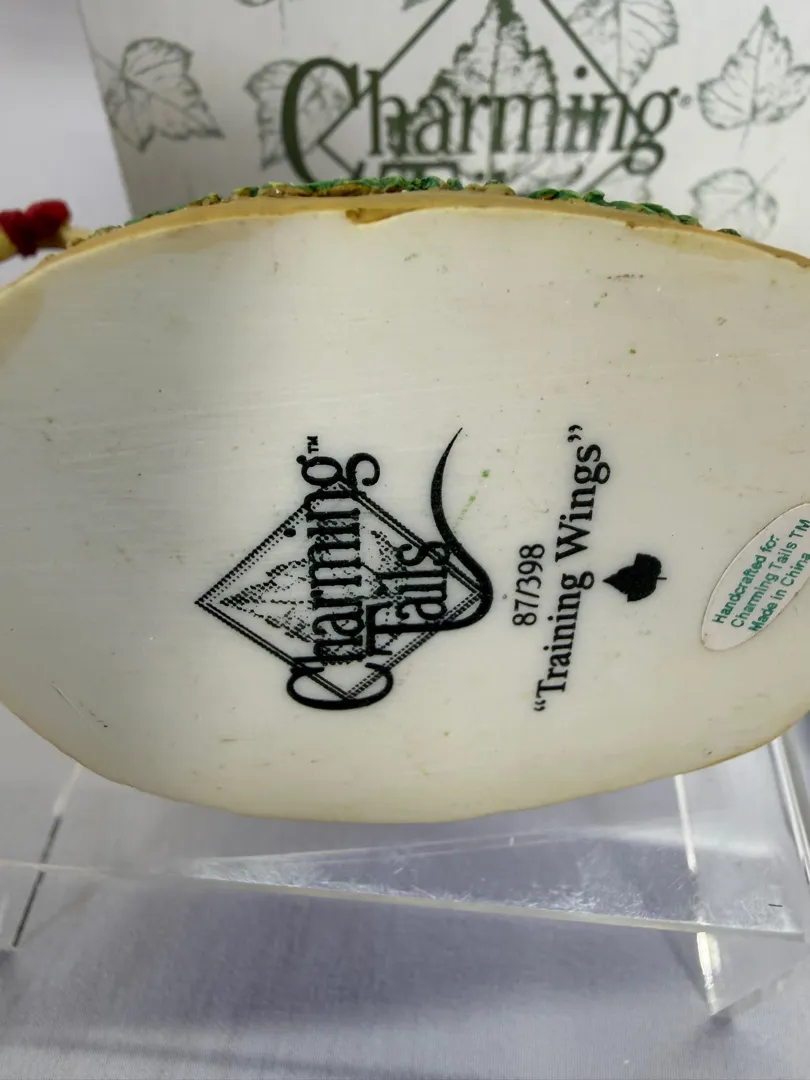 Charming®
Charming™
Tails
87/398
“Training Wings”
Handcrafted for:
Charming Tails TM
Made in China